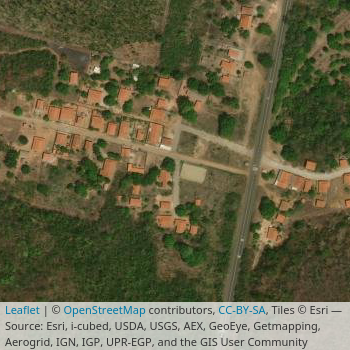 Leaflet | © OpenStreetMap contributors, CC-BY-SA, Tiles © Esri —
Source: Esri, i-cubed, USDA, USGS, AEX, GeoEye, Getmapping,
Aerogrid, IGN, IGP, UPR-EGP, and the GIS User Community